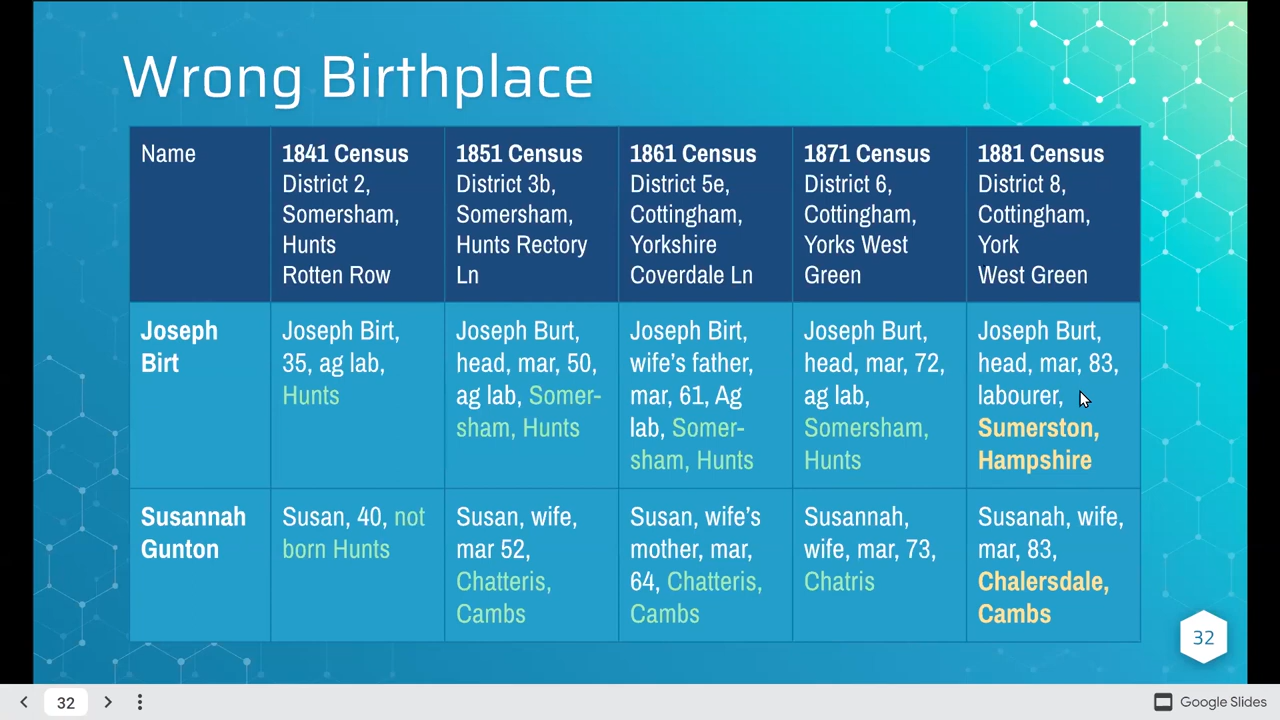 Wrong Birthplace
Name
1841 Census
District 2,
Somersham,
Hunts
Rotten Row
1851 Census
District 3b,
Somersham,
Hunts Rectory
Ln
1861 Census
District 5e,
Cottingham,
Yorkshire
Coverdale Ln
1871 Census
District 6,
Cottingham,
Yorks West
Green
1881 Census
District 8,
Cottingham,
York
West Green
Joseph
Birt
Joseph Birt,
35, ag lab,
Hunts
Joseph Burt,
head, mar, 50,
ag lab, Somer-
sham, Hunts
Joseph Birt,
wife's father,
mar, 61, Ag
lab, Somer-
sham, Hunts
Joseph Burt,
head, mar, 72,
ag lab,
Somersham,
Hunts
Joseph Burt,
head, mar, 83,
labourer,
Sumerston,
Hampshire
Susannah
Gunton
Susan, 40, not
born Hunts
Susan, wife,
mar 52,
Chatteris,
Cambs
Susan, wife's
mother, mar,
64, Chatteris,
Cambs
Susannah,
wife, mar, 73,
Chatris
Susanah, wife,
mar, 83,
Chalersdale,
Cambs
32
32
Google Slides